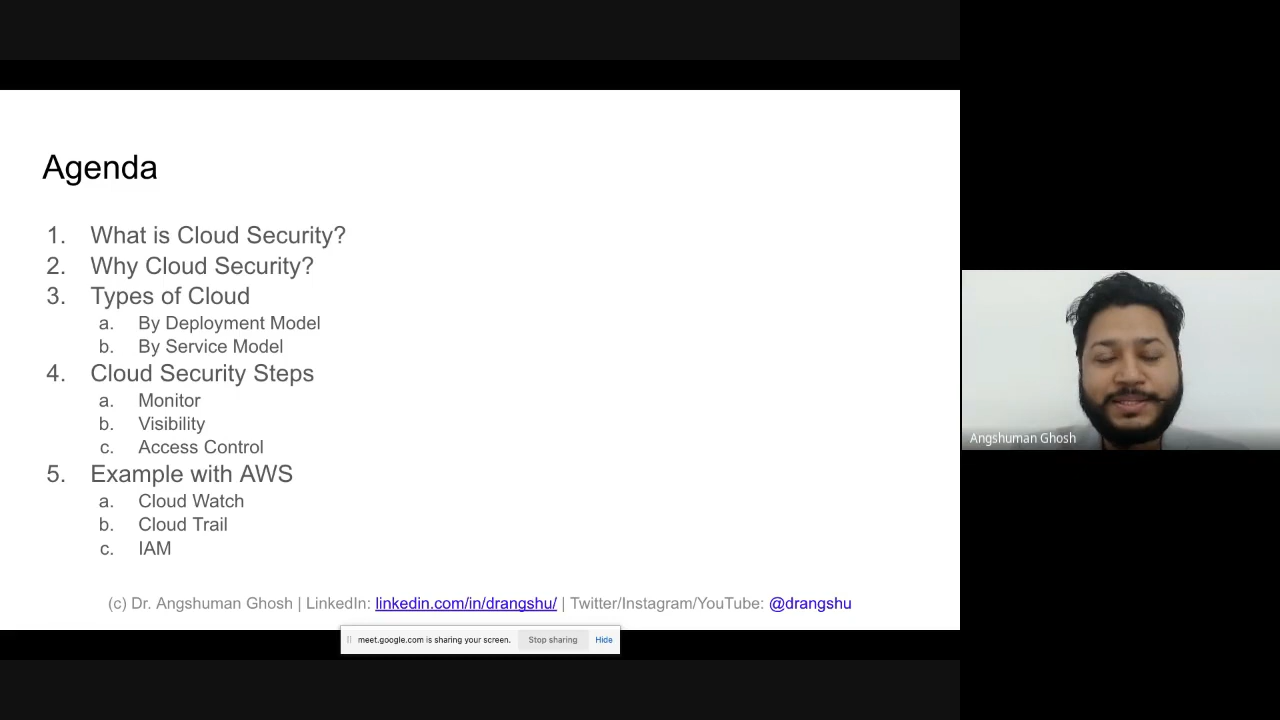 Agenda
1. What is Cloud Security?
2. Why Cloud Security?
3. Types of Cloud
a. By Deployment Model
b. By Service Model
4. Cloud Security Steps
a. Monitor
b. Visibility
c. Access Control
5. Example with AWS
a. Cloud Watch
b. Cloud Trail
c. IAM
(c) Dr. Angshuman Ghosh | LinkedIn: linkedin.com/in/drangshu/ | Twitter/Instagram/YouTube: @drangshu
meet.google.com is sharing your screen. Stop sharing Hide
Angshuman Ghosh